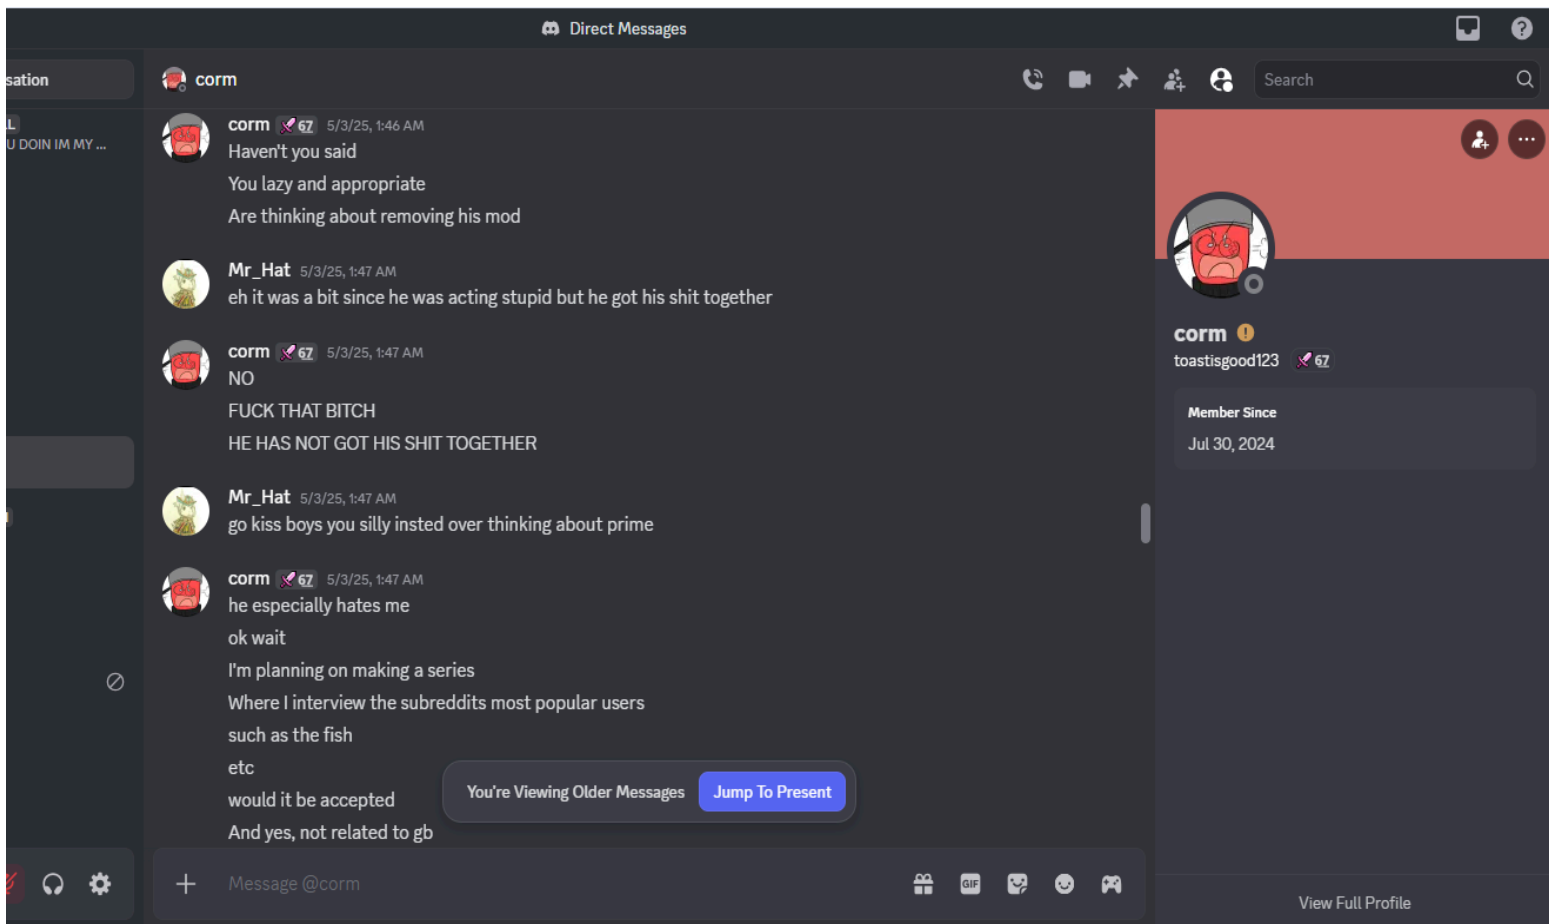 Direct Messages
sation
corm
Search
L
U DOIN IM MY ...
corm 67 5/3/25, 1:46 AM
Haven't you said
You lazy and appropriate
Are thinking about removing his mod
Mr_Hat 5/3/25, 1:47 AM
eh it was a bit since he was acting stupid but he got his shit together
corm 67 5/3/25, 1:47 AM
NO
FUCK THAT BITCH
HE HAS NOT GOT HIS SHIT TOGETHER
Mr_Hat 5/3/25, 1:47 AM
go kiss boys you silly insted over thinking about prime
corm 67 5/3/25, 1:47 AM
he especially hates me
ok wait
I'm planning on making a series
Where I interview the subreddits most popular users
such as the fish
etc
would it be accepted
And yes, not related to gb
You're Viewing Older Messages Jump To Present
Message @corm
GIF
corm
toastisgood123 67
Member Since
Jul 30, 2024
View Full Profile